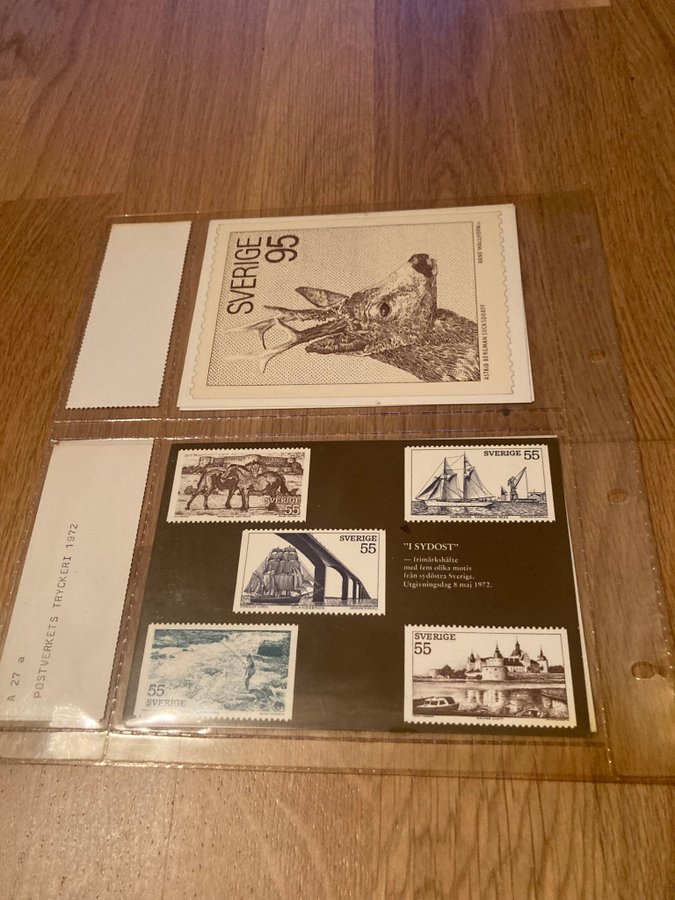 SVERIGE
95
ASTRID BERGMAN SUCKSDORFF
ARNE WALLHORN sc.
POSTVERKETS TRYCKERI 1972
A 27 a
SVERIGE
55
SVERIGE 55
SVERIGE
55
"I SYDOST"
— frimärkshäfte
med fem olika motiv
från sydöstra Sverige.
Utgivningsdag 8 maj 1972.
55
SVERIGE
SVERIGE
55